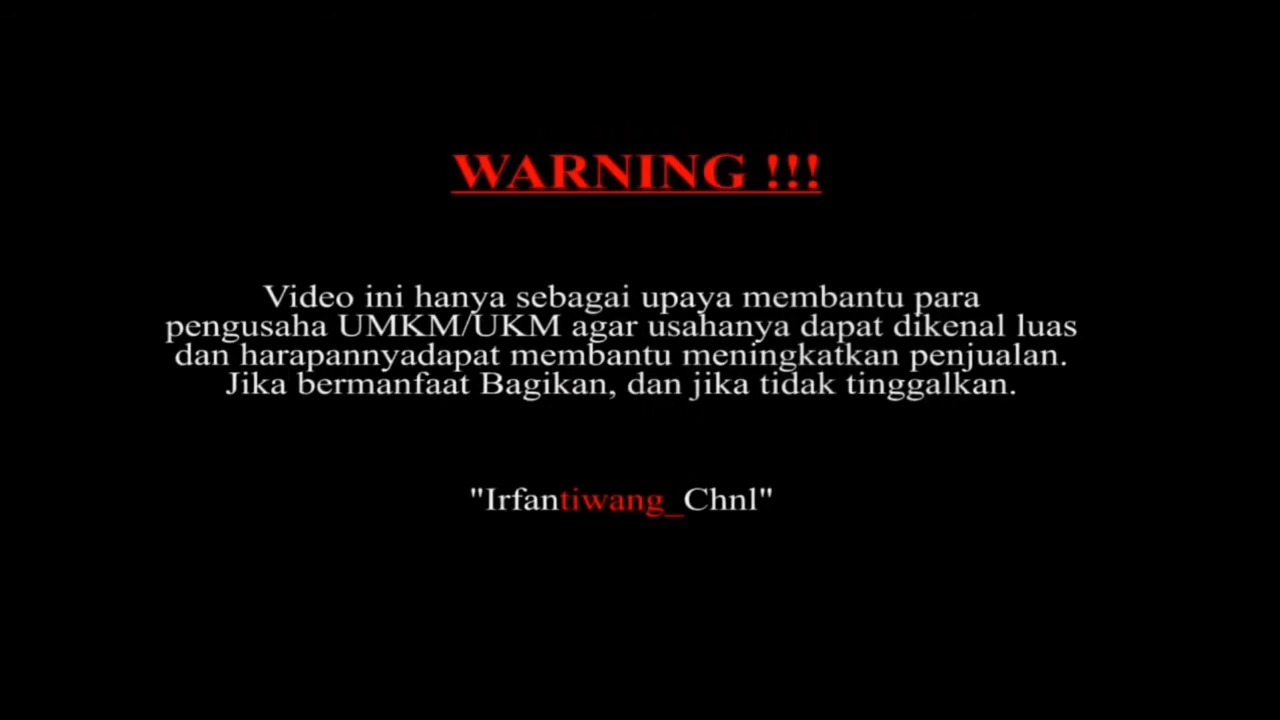 WARNING !!!
Video ini hanya sebagai upaya membantu para
pengusaha UMKM/UKM agar usahanya dapat dikenal luas
dan harapannyadapat membantu meningkatkan penjualan.
Jika bermanfaat Bagikan, dan jika tidak tinggalkan.
"Irfantiwang_Chnl"